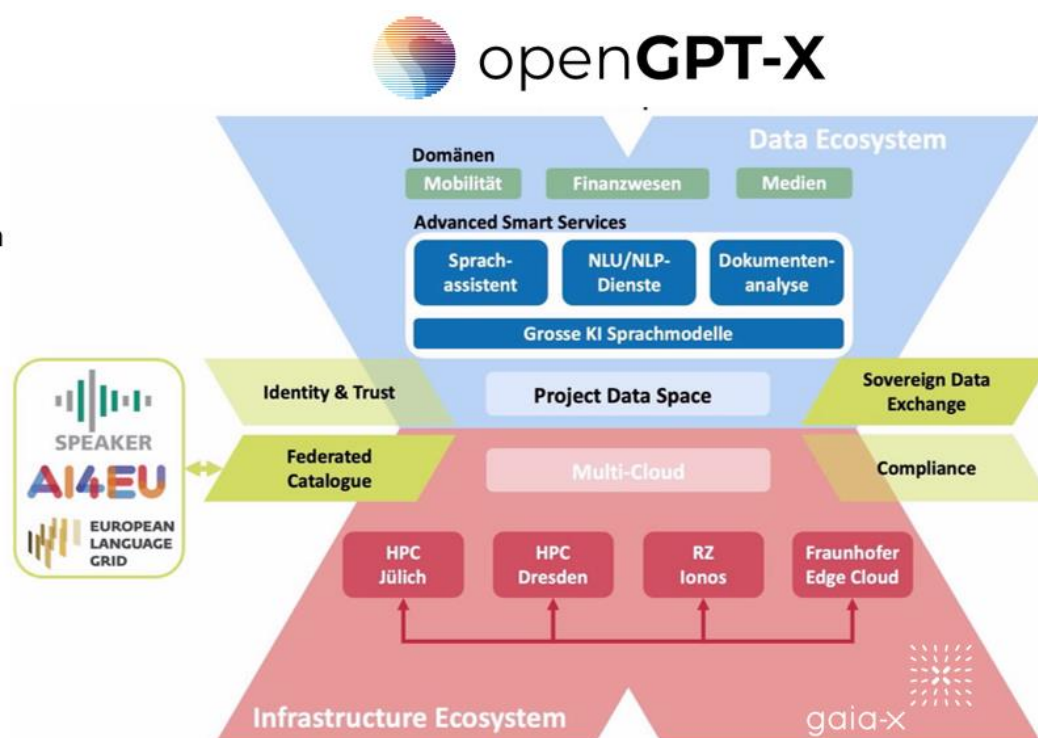 openGPT-X
Data Ecosystem
Domänen
Mobilität
Finanzwesen
Medien
Advanced Smart Services
Sprach-
assistent
NLU/NLP-
Dienste
Dokumenten-
analyse
Grosse KI Sprachmodelle
Identity & Trust
Project Data Space
Sovereign Data
Exchange
SPEAKER
AI4EU
EUROPEAN
LANGUAGE
GRID
Federated
Catalogue
Multi-Cloud
Compliance
HPC
Jülich
HPC
Dresden
RZ
Ionos
Fraunhofer
Edge Cloud
Infrastructure Ecosystem
gaia-x